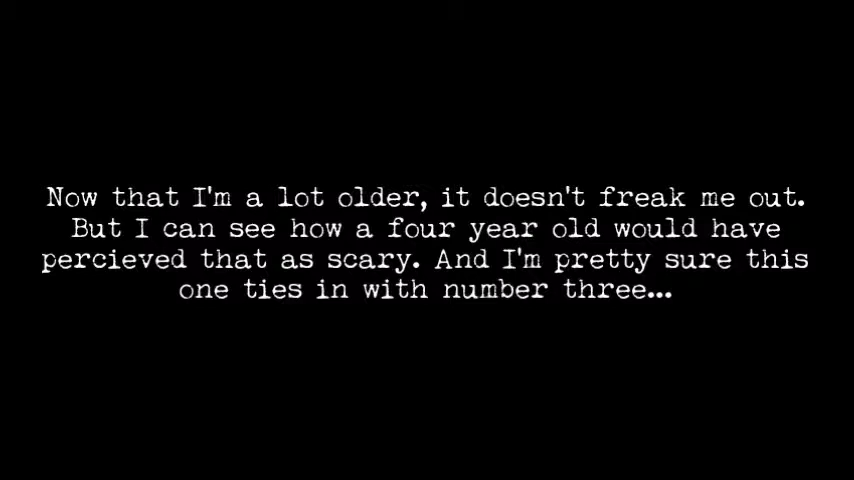 Now that I'm a lot older, it doesn't freak me out.
But I can see how a four year old would have
percieved that as scary. And I'm pretty sure this
one ties in with number three...